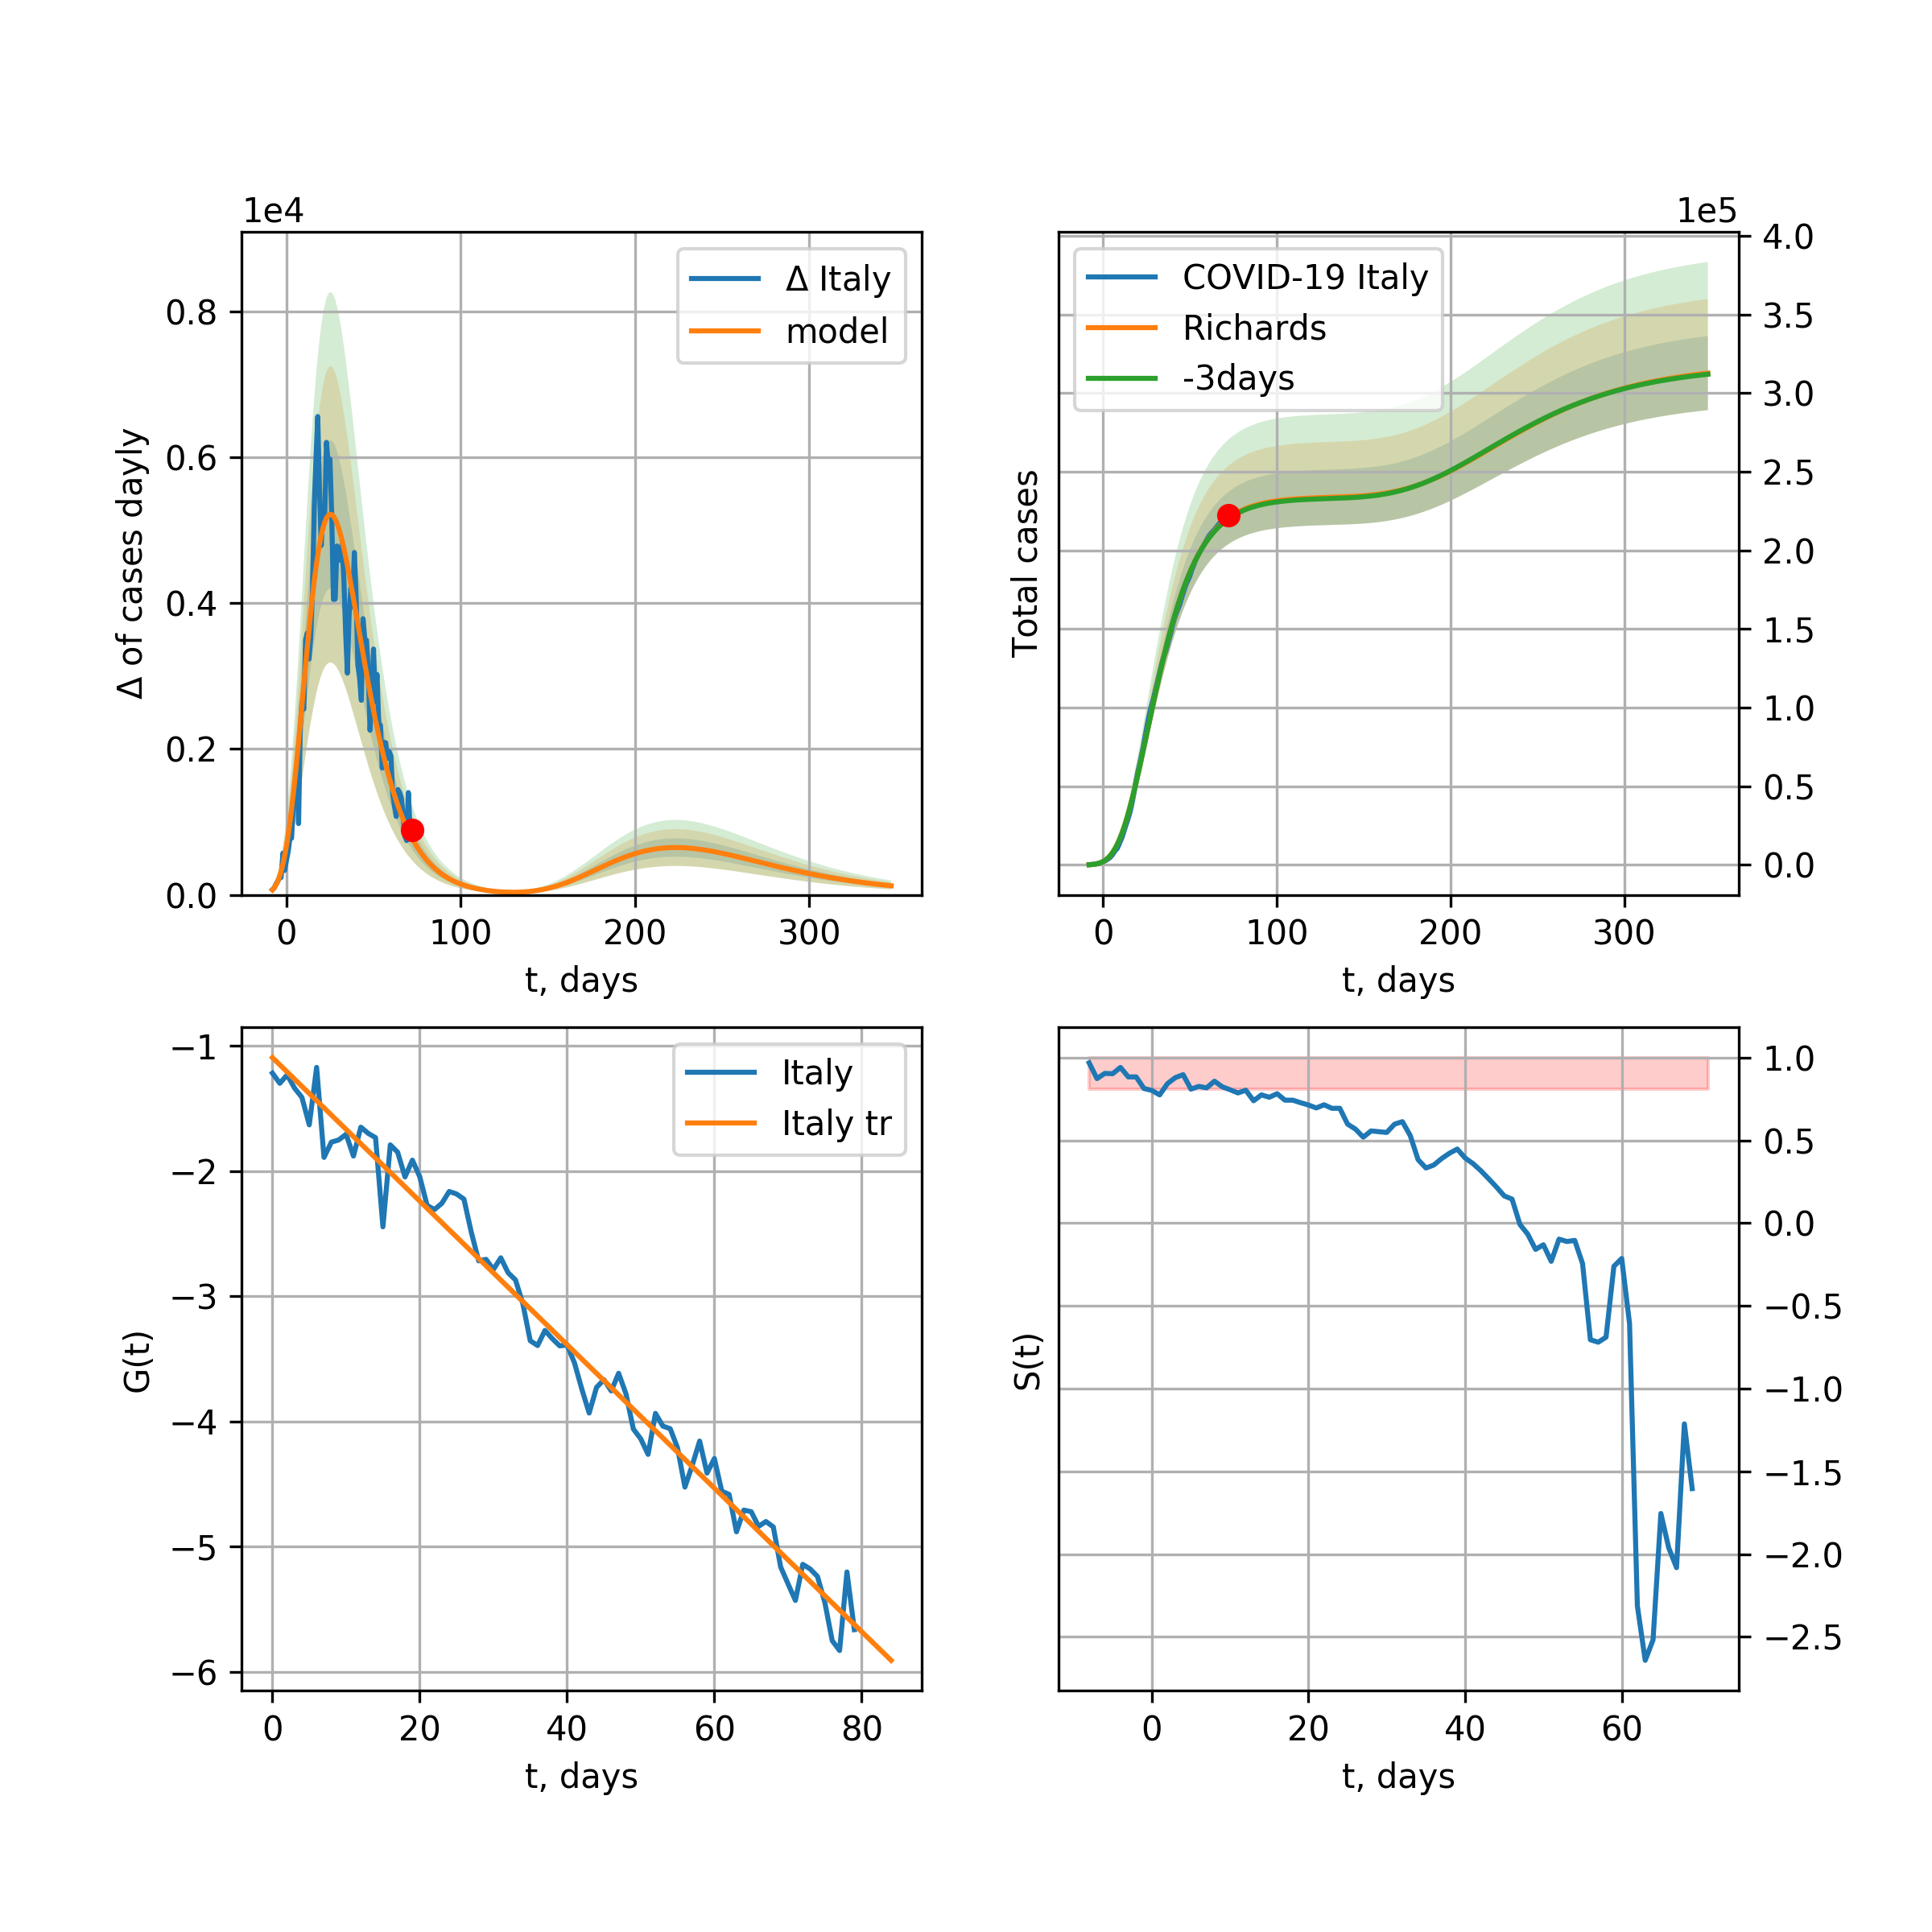 1e4
Δ of cases dayly
0.8
0.6
0.4
0.2
0.0
Δ Italy
model
0 100 200 300
t, days
1e5
Total cases
COVID-19 Italy
Richards
-3days
4.0
3.5
3.0
2.5
2.0
1.5
1.0
0.5
0.0
0 100 200 300
t, days
G(t)
−1
−2
−3
−4
−5
−6
Italy
Italy tr
0 20 40 60 80
t, days
S(t)
1.0
0.5
0.0
−0.5
−1.0
−1.5
−2.0
−2.5
0 20 40 60
t, days